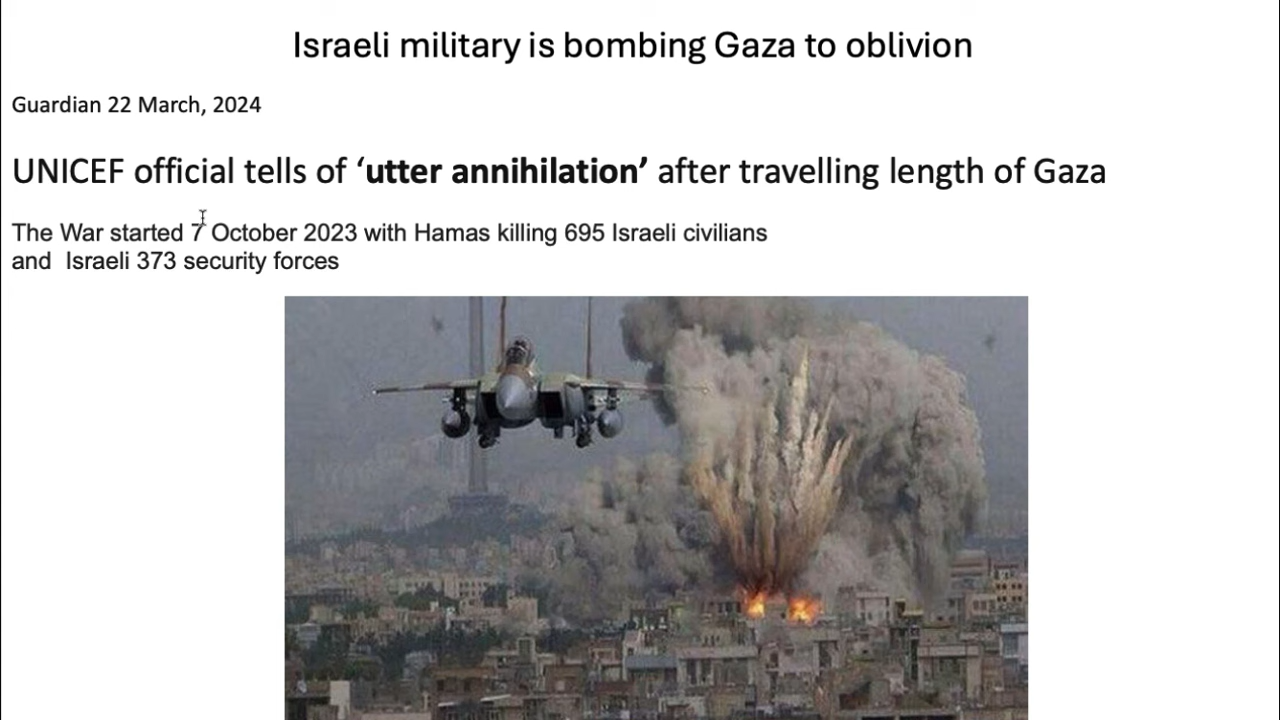 Israeli military is bombing Gaza to oblivion
Guardian 22 March, 2024
UNICEF official tells of ‘utter annihilation’ after travelling length of Gaza
The War started 7 October 2023 with Hamas killing 695 Israeli civilians
and Israeli 373 security forces